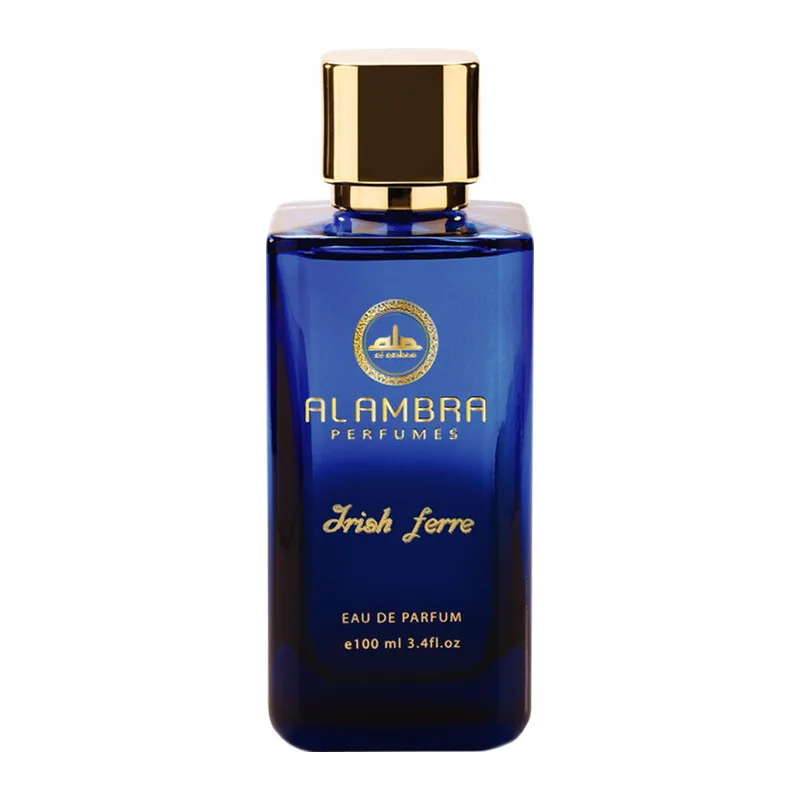 ALAMBRA
PERFUMES
Irish ferre
EAU DE PARFUM
e100 ml 3.4fl.oz